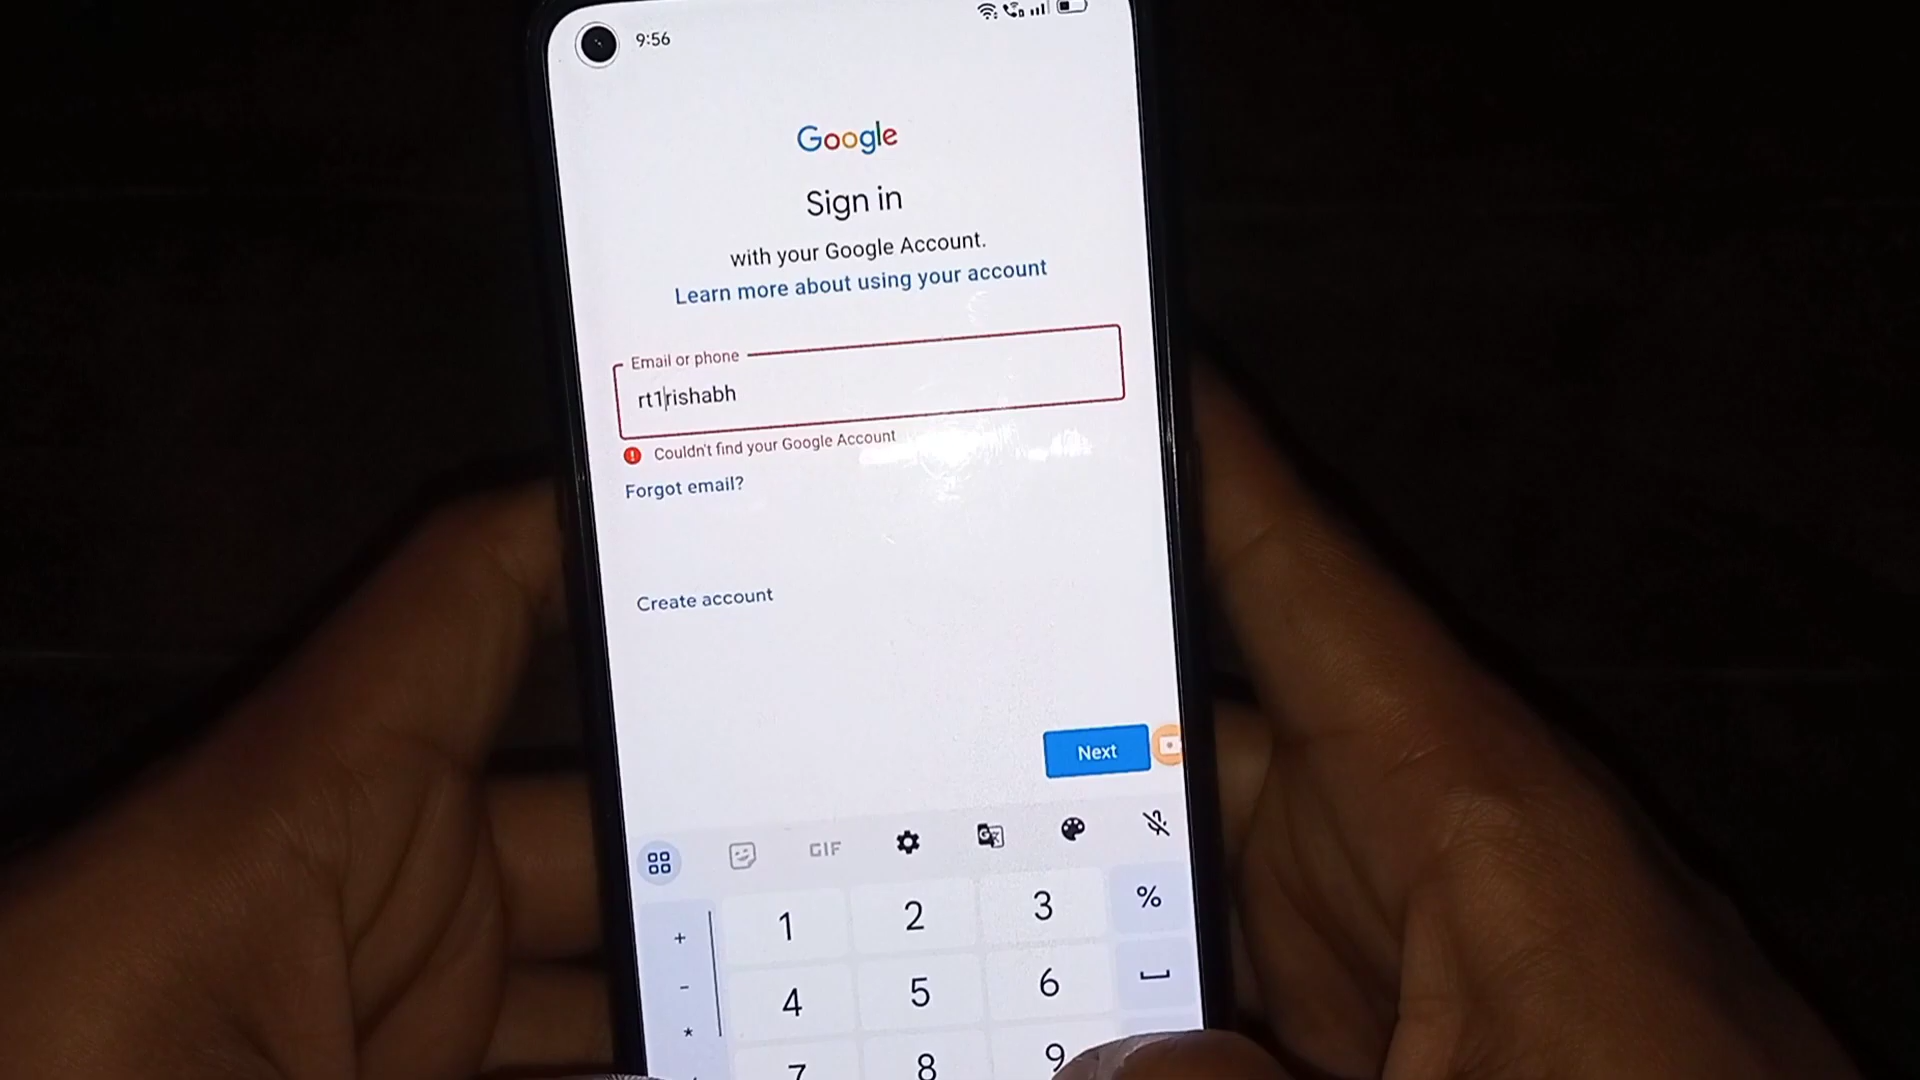 9:56
Google
Sign in
with your Google Account.
Learn more about using your account
Email or phone
rt1rishabh
Couldn't find your Google Account
Forgot email?
Create account
Next
GIF
+ 1 2 3 %
- 4 5 6
* 7 8 9